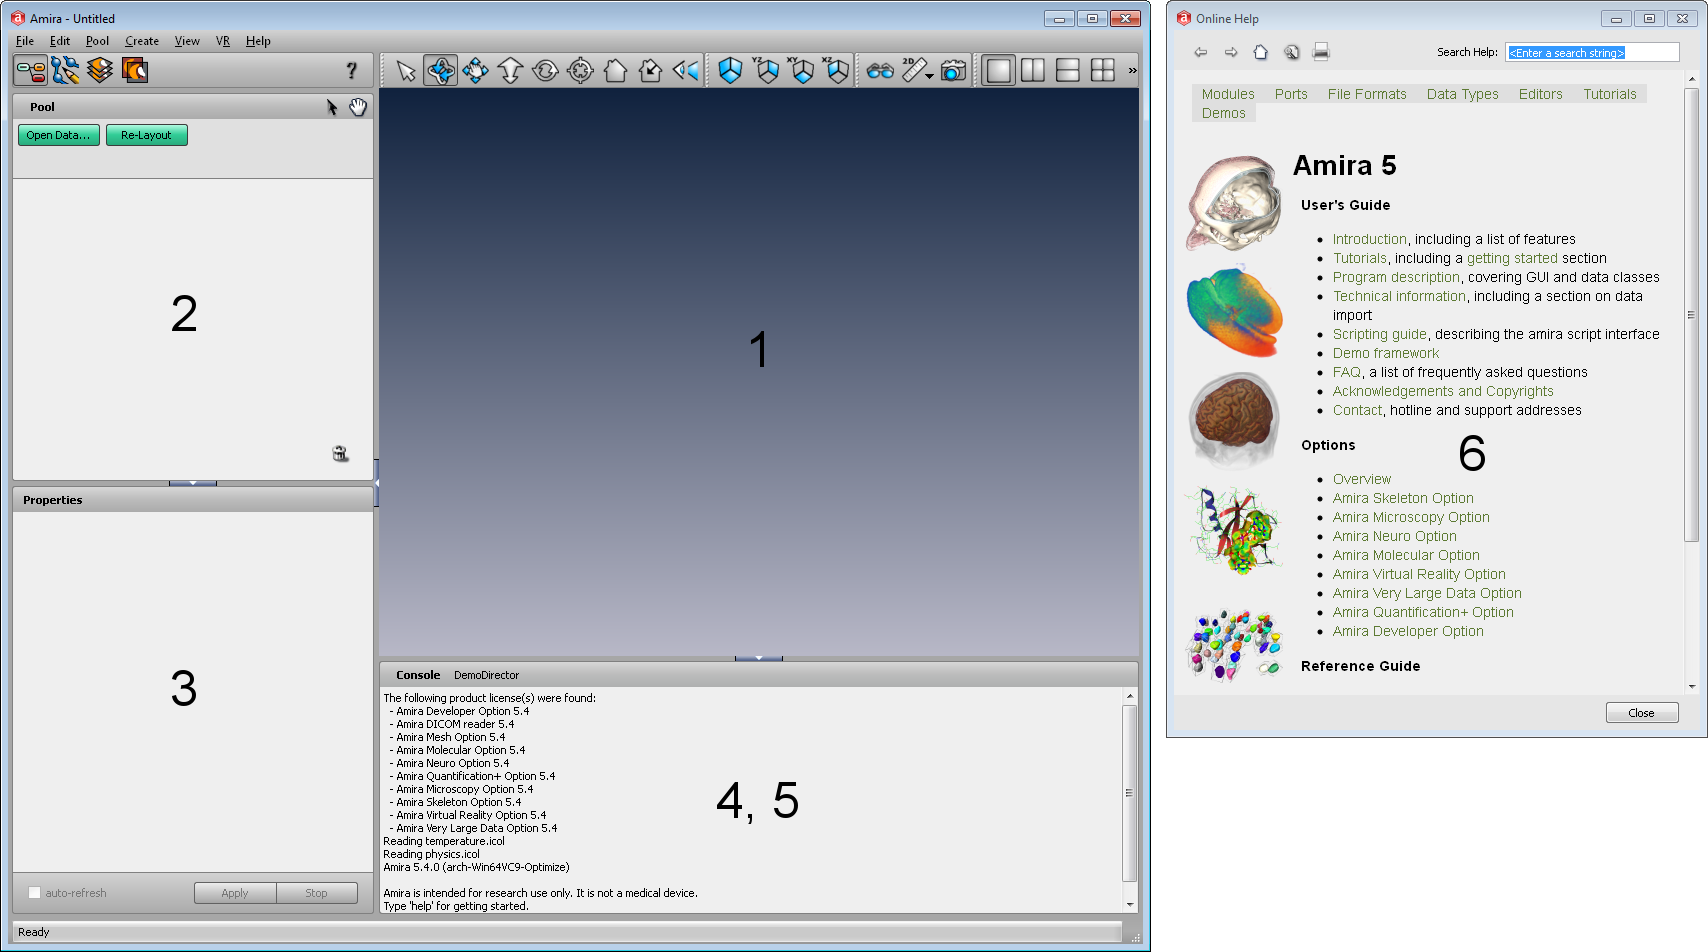 Amira - Untitled
File Edit Pool Create View VR Help
?
YZ XY XZ 2D »
Pool
Open Data... Re-Layout
2
1
Properties
3
auto-refresh Apply Stop
Console DemoDirector
The following product license(s) were found:
- Amira Developer Option 5.4
- Amira DICOM reader 5.4
- Amira Mesh Option 5.4
- Amira Molecular Option 5.4
- Amira Neuro Option 5.4
- Amira Quantification+ Option 5.4
- Amira Microscopy Option 5.4
- Amira Skeleton Option 5.4
- Amira Virtual Reality Option 5.4
- Amira Very Large Data Option 5.4
Reading temperature.icol
Reading physics.icol
Amira 5.4.0 (arch-Win64VC9-Optimize)
Amira is intended for research use only. It is not a medical device.
Type 'help' for getting started.
4, 5
Ready
Online Help
Search Help: <Enter a search string>
Modules Ports File Formats Data Types Editors Tutorials
Demos
Amira 5
User's Guide
• Introduction, including a list of features
• Tutorials, including a getting started section
• Program description, covering GUI and data classes
• Technical information, including a section on data
import
• Scripting guide, describing the amira script interface
• Demo framework
• FAQ, a list of frequently asked questions
• Acknowledgements and Copyrights
• Contact, hotline and support addresses
Options
6
• Overview
• Amira Skeleton Option
• Amira Microscopy Option
• Amira Neuro Option
• Amira Molecular Option
• Amira Virtual Reality Option
• Amira Very Large Data Option
• Amira Quantification+ Option
• Amira Developer Option
Reference Guide
Close